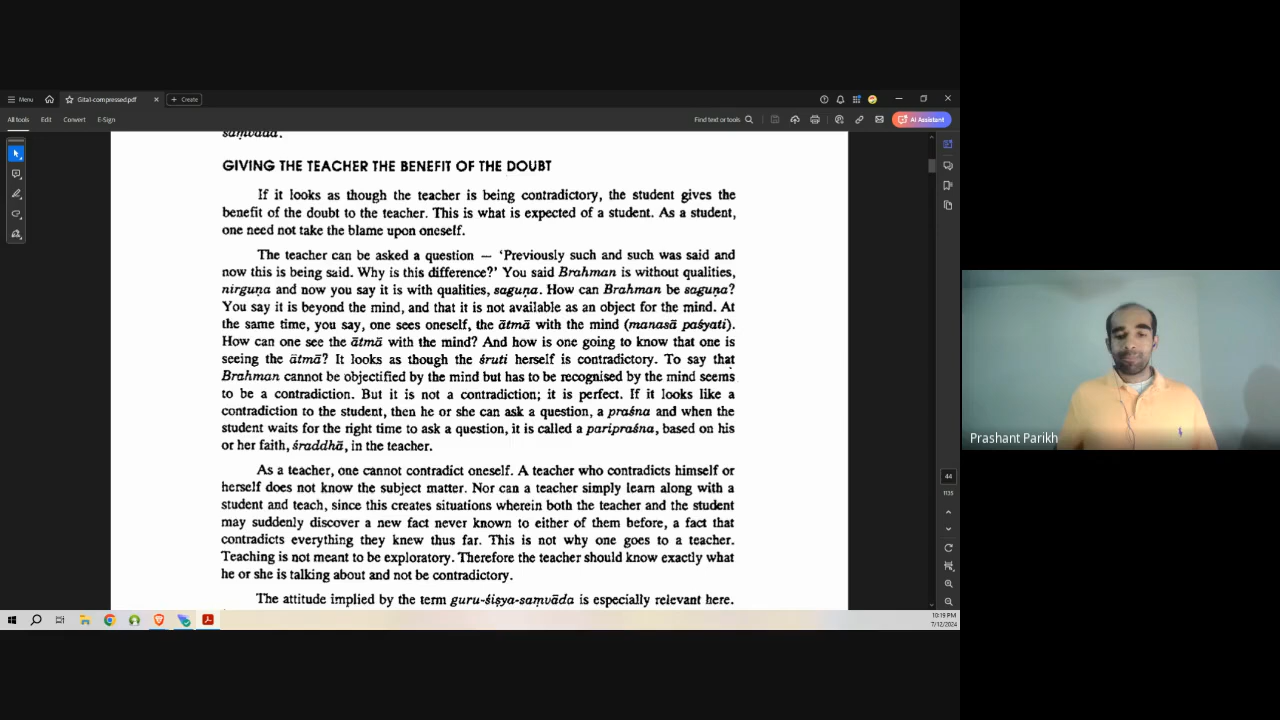 Menu
Gita1-compressed.pdf
Create
All tools Edit Convert E-Sign
Find text or tools
AI Assistant
saṃvāda.
GIVING THE TEACHER THE BENEFIT OF THE DOUBT
If it looks as though the teacher is being contradictory, the student gives the
benefit of the doubt to the teacher. This is what is expected of a student. As a student,
one need not take the blame upon oneself.
The teacher can be asked a question — ‘Previously such and such was said and
now this is being said. Why is this difference?’ You said Brahman is without qualities,
nirguṇa and now you say it is with qualities, saguṇa. How can Brahman be saguṇa?
You say it is beyond the mind, and that it is not available as an object for the mind. At
the same time, you say, one sees oneself, the ātmā with the mind (manasā paśyati).
How can one see the ātmā with the mind? And how is one going to know that one is
seeing the ātmā? It looks as though the śruti herself is contradictory. To say that
Brahman cannot be objectified by the mind but has to be recognised by the mind seems
to be a contradiction. But it is not a contradiction; it is perfect. If it looks like a
contradiction to the student, then he or she can ask a question, a praśna and when the
student waits for the right time to ask a question, it is called a paripraśna, based on his
or her faith, śraddhā, in the teacher.
As a teacher, one cannot contradict oneself. A teacher who contradicts himself or
herself does not know the subject matter. Nor can a teacher simply learn along with a
student and teach, since this creates situations wherein both the teacher and the student
may suddenly discover a new fact never known to either of them before, a fact that
contradicts everything they knew thus far. This is not why one goes to a teacher.
Teaching is not meant to be exploratory. Therefore the teacher should know exactly what
he or she is talking about and not be contradictory.
The attitude implied by the term guru-śiṣya-saṃvāda is especially relevant here.
44
1135
10:19 PM
7/12/2024
Prashant Parikh